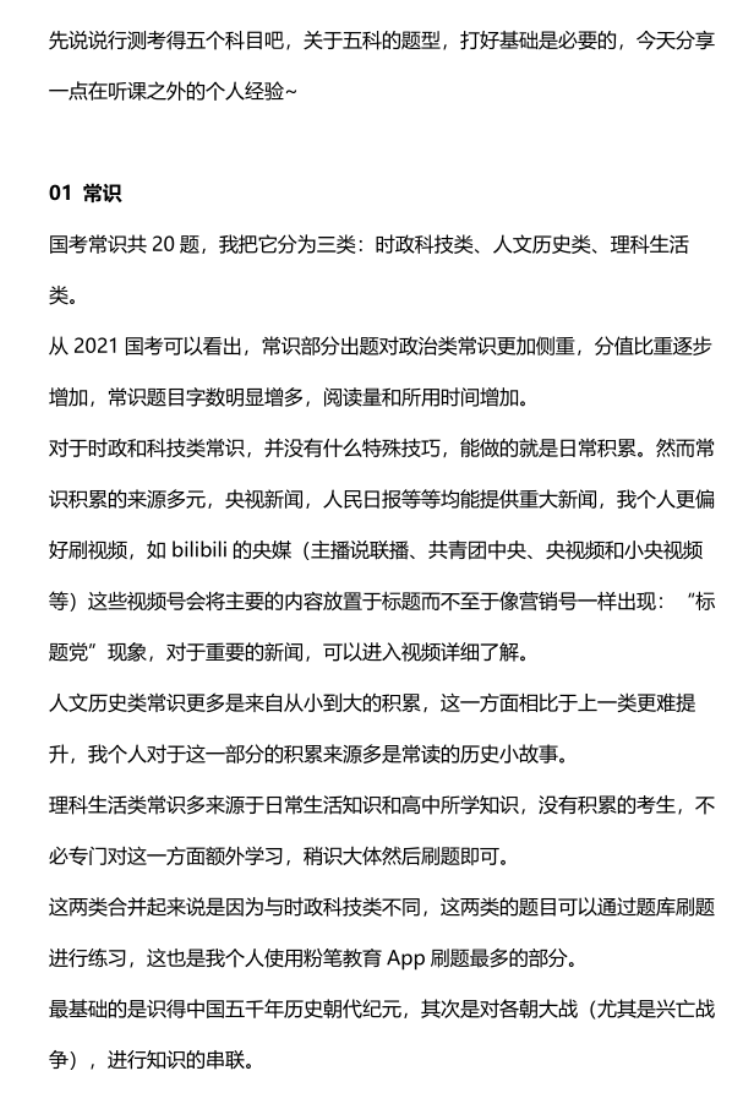 先说说行测考得五个科目吧，关于五科的题型，打好基础是必要的，今天分享
一点在听课之外的个人经验~
01 常识
国考常识共 20 题，我把它分为三类：时政科技类、人文历史类、理科生活
类。
从 2021 国考可以看出，常识部分出题对政治类常识更加侧重，分值比重逐步
增加，常识题目字数明显增多，阅读量和所用时间增加。
对于时政和科技类常识，并没有什么特殊技巧，能做的就是日常积累。然而常
识积累的来源多元，央视新闻，人民日报等等均能提供重大新闻，我个人更偏
好刷视频，如 bilibili 的央媒（主播说联播、共青团中央、央视频和小央视频
等）这些视频号会将主要的内容放置于标题而不至于像营销号一样出现：“标
题党”现象，对于重要的新闻，可以进入视频详细了解。
人文历史类常识更多是来自从小到大的积累，这一方面相比于上一类更难提
升，我个人对于这一部分的积累来源多是常读的历史小故事。
理科生活类常识多来源于日常生活知识和高中所学知识，没有积累的考生，不
必专门对这一方面额外学习，稍识大体然后刷题即可。
这两类合并起来说是因为与时政科技类不同，这两类的题目可以通过题库刷题
进行练习，这也是我个人使用粉笔教育 App 刷题最多的部分。
最基础的是识得中国五千年历史朝代纪元，其次是对各朝大战（尤其是兴亡战
争），进行知识的串联。